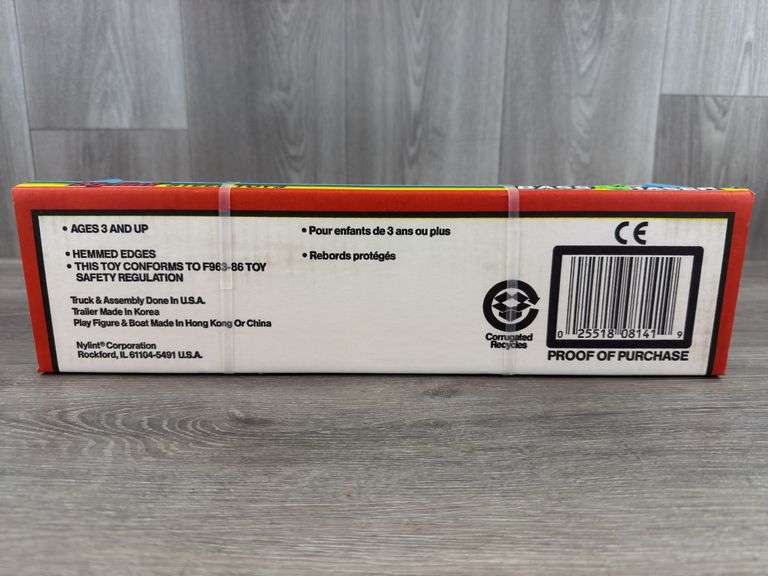 • AGES 3 AND UP
• HEMMED EDGES
• THIS TOY CONFORMS TO F963-86 TOY
SAFETY REGULATION
Truck & Assembly Done In U.S.A.
Trailer Made In Korea
Play Figure & Boat Made In Hong Kong Or China
Nylint® Corporation
Rockford, IL 61104-5491 U.S.A.
• Pour enfants de 3 ans ou plus
• Rebords protégés
Corrugated
Recycles
CE
0 25518 08141 9
PROOF OF PURCHASE